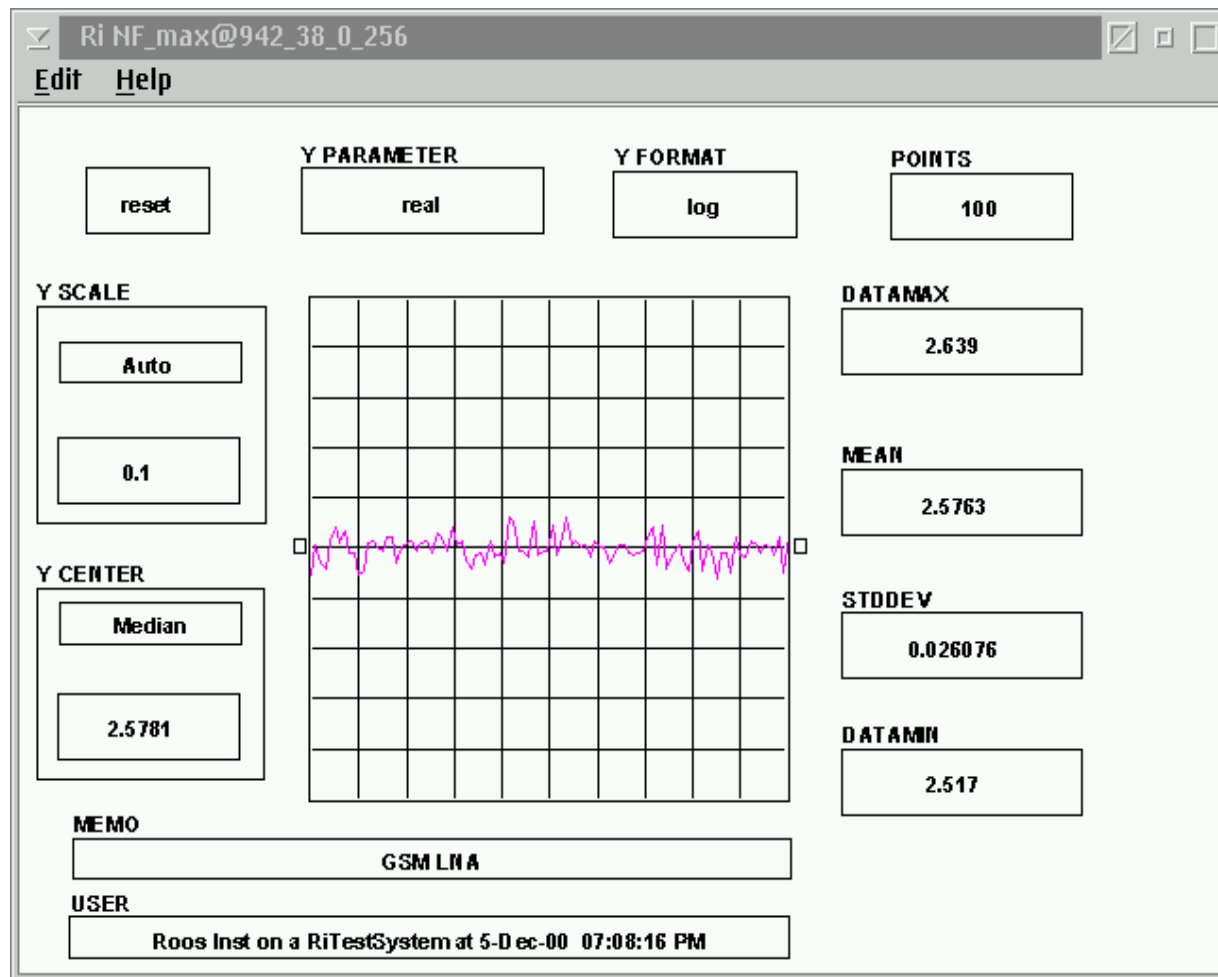 Ri NF_max@942_38_0_256
Edit Help
Y PARAMETER
Y FORMAT
POINTS
reset
real
log
100
Y SCALE
Auto
0.1
DATAMAX
2.639
MEAN
2.5763
Y CENTER
Median
2.5781
STDDEV
0.026076
DATAMIN
2.517
MEMO
GSM LNA
USER
Roos Inst on a RiTestSystem at 5-Dec-00 07:08:16 PM